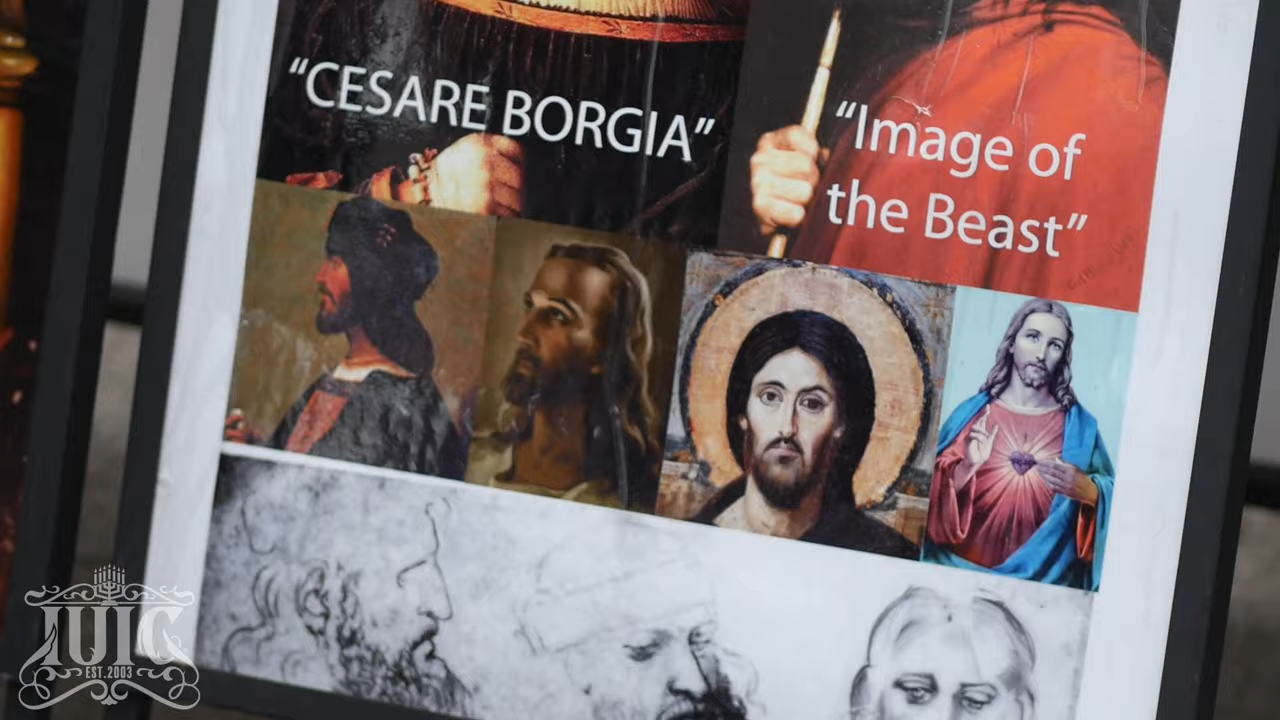 “CESARE BORGIA”
“Image of
the Beast”
IUIC
EST. 2003